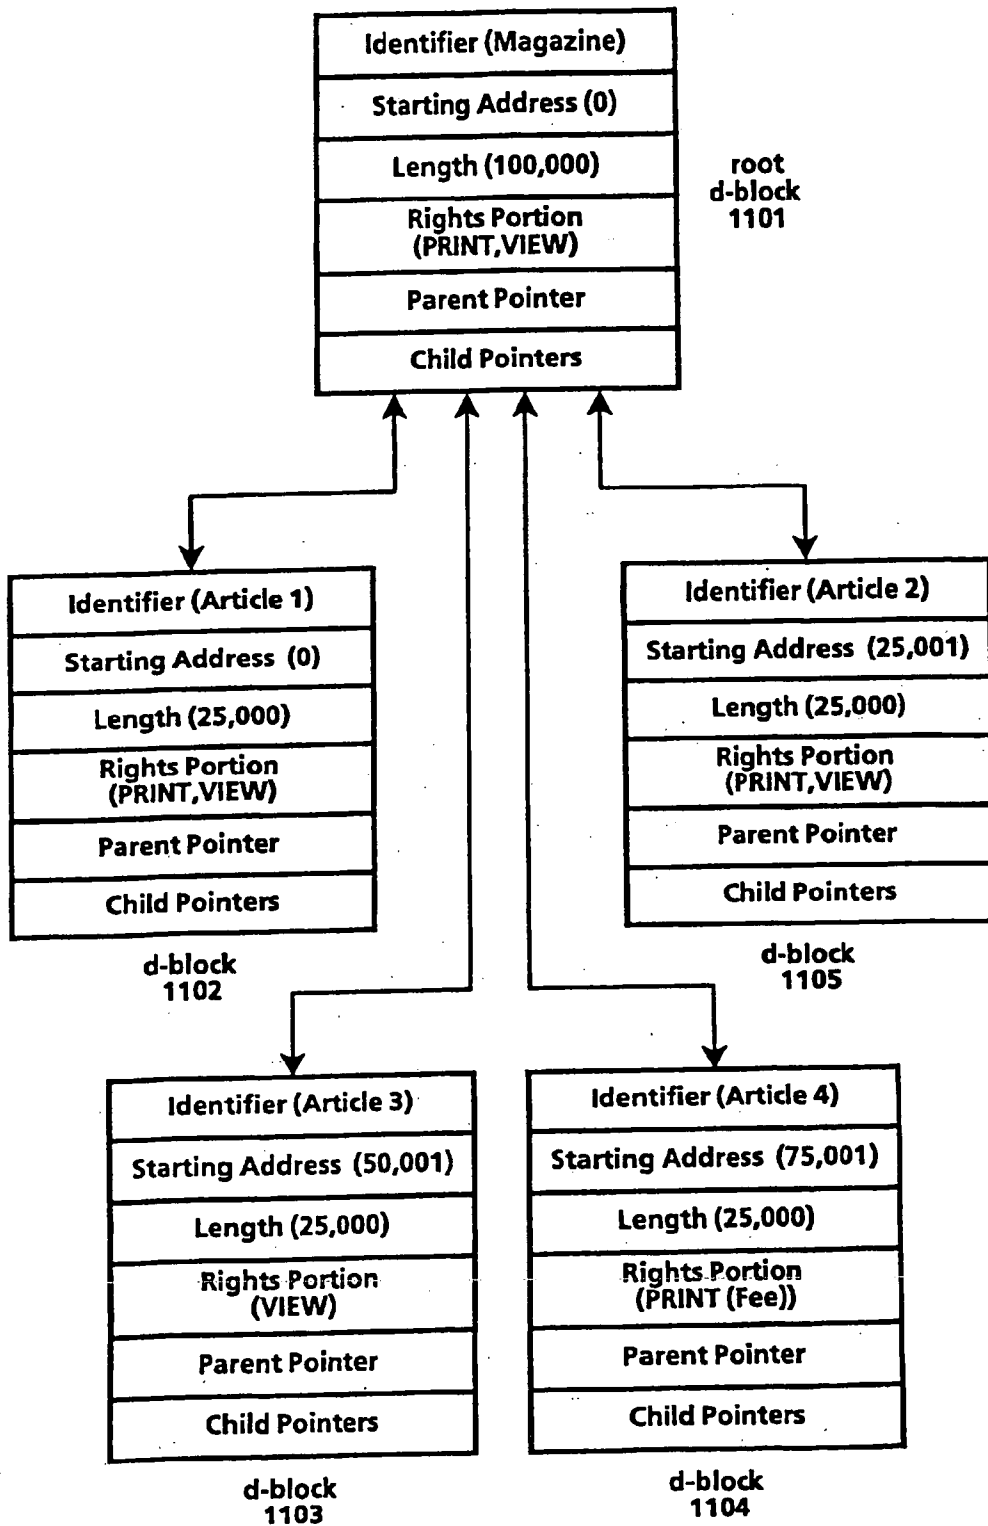 Identifier (Magazine)
Starting Address (0)
Length (100,000)
Rights Portion
(PRINT,VIEW)
Parent Pointer
Child Pointers
root
d-block
1101
Identifier (Article 1)
Starting Address (0)
Length (25,000)
Rights Portion
(PRINT,VIEW)
Parent Pointer
Child Pointers
d-block
1102
Identifier (Article 2)
Starting Address (25,001)
Length (25,000)
Rights Portion
(PRINT,VIEW)
Parent Pointer
Child Pointers
d-block
1105
Identifier (Article 3)
Starting Address (50,001)
Length (25,000)
Rights Portion
(VIEW)
Parent Pointer
Child Pointers
d-block
1103
Identifier (Article 4)
Starting Address (75,001)
Length (25,000)
Rights Portion
(PRINT (Fee))
Parent Pointer
Child Pointers
d-block
1104